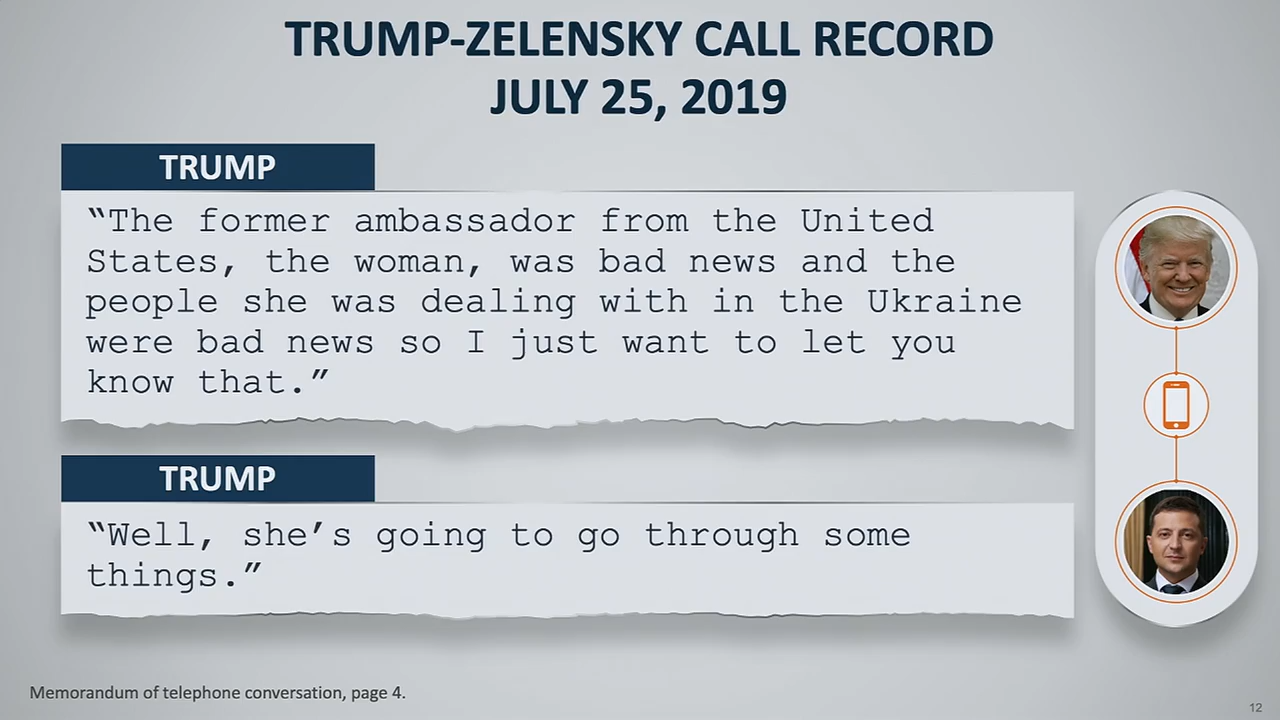 TRUMP-ZELENSKY CALL RECORD
JULY 25, 2019
TRUMP
“The former ambassador from the United
States, the woman, was bad news and the
people she was dealing with in the Ukraine
were bad news so I just want to let you
know that.”
TRUMP
“Well, she’s going to go through some
things.”
Memorandum of telephone conversation, page 4.
12